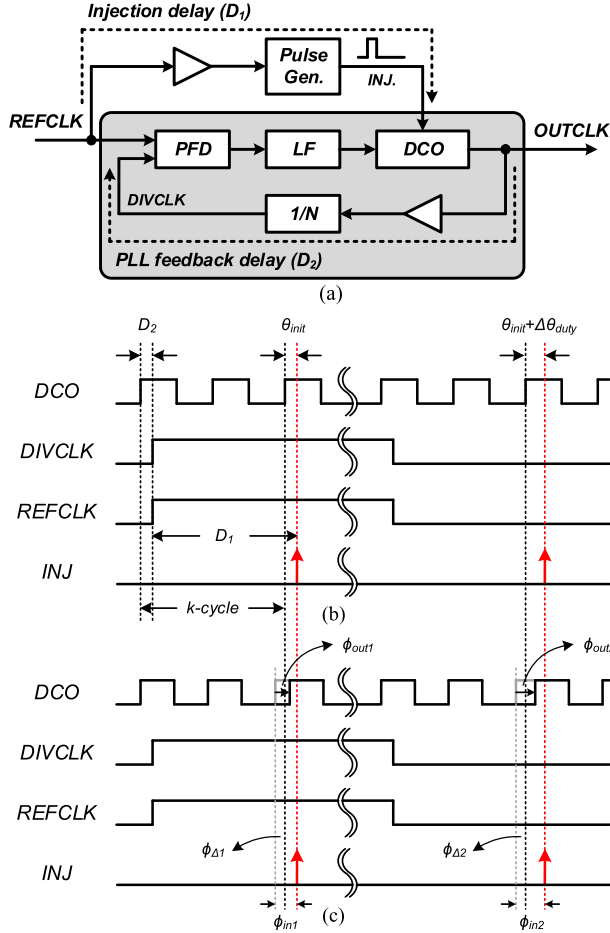 Injection delay (D1)
Pulse Gen.
INJ.
REFCLK
OUTCLK
PFD
LF
DCO
DIVCLK
1/N
PLL feedback delay (D2)
(a)
D2
θinit
θinit+Δθduty
DCO
DIVCLK
REFCLK
D1
INJ
k-cycle
(b)
ϕout1
ϕout
DCO
DIVCLK
REFCLK
ϕΔ1
ϕΔ2
INJ
ϕin1
(c)
ϕin2